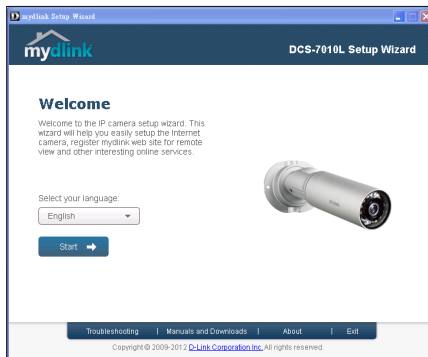 mydlink Setup Wizard
mydlink
DCS-7010L Setup Wizard
Welcome
Welcome to the IP camera setup wizard. This
wizard will help you easily setup the Internet
camera, register mydlink web site for remote
view and other interesting online services.
Select your language:
English
Start
Troubleshooting | Manuals and Downloads | About | Exit
Copyright © 2009-2012 D-Link Corporation Inc. All rights reserved.